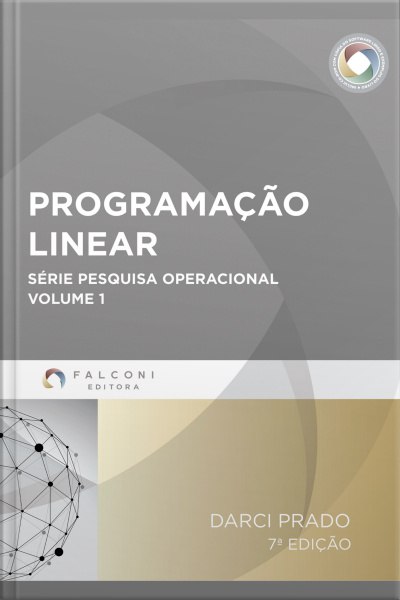 PROGRAMAÇÃO
LINEAR
SÉRIE PESQUISA OPERACIONAL
VOLUME 1
FALCONI
EDITORA
DARCI PRADO
7ª EDIÇÃO